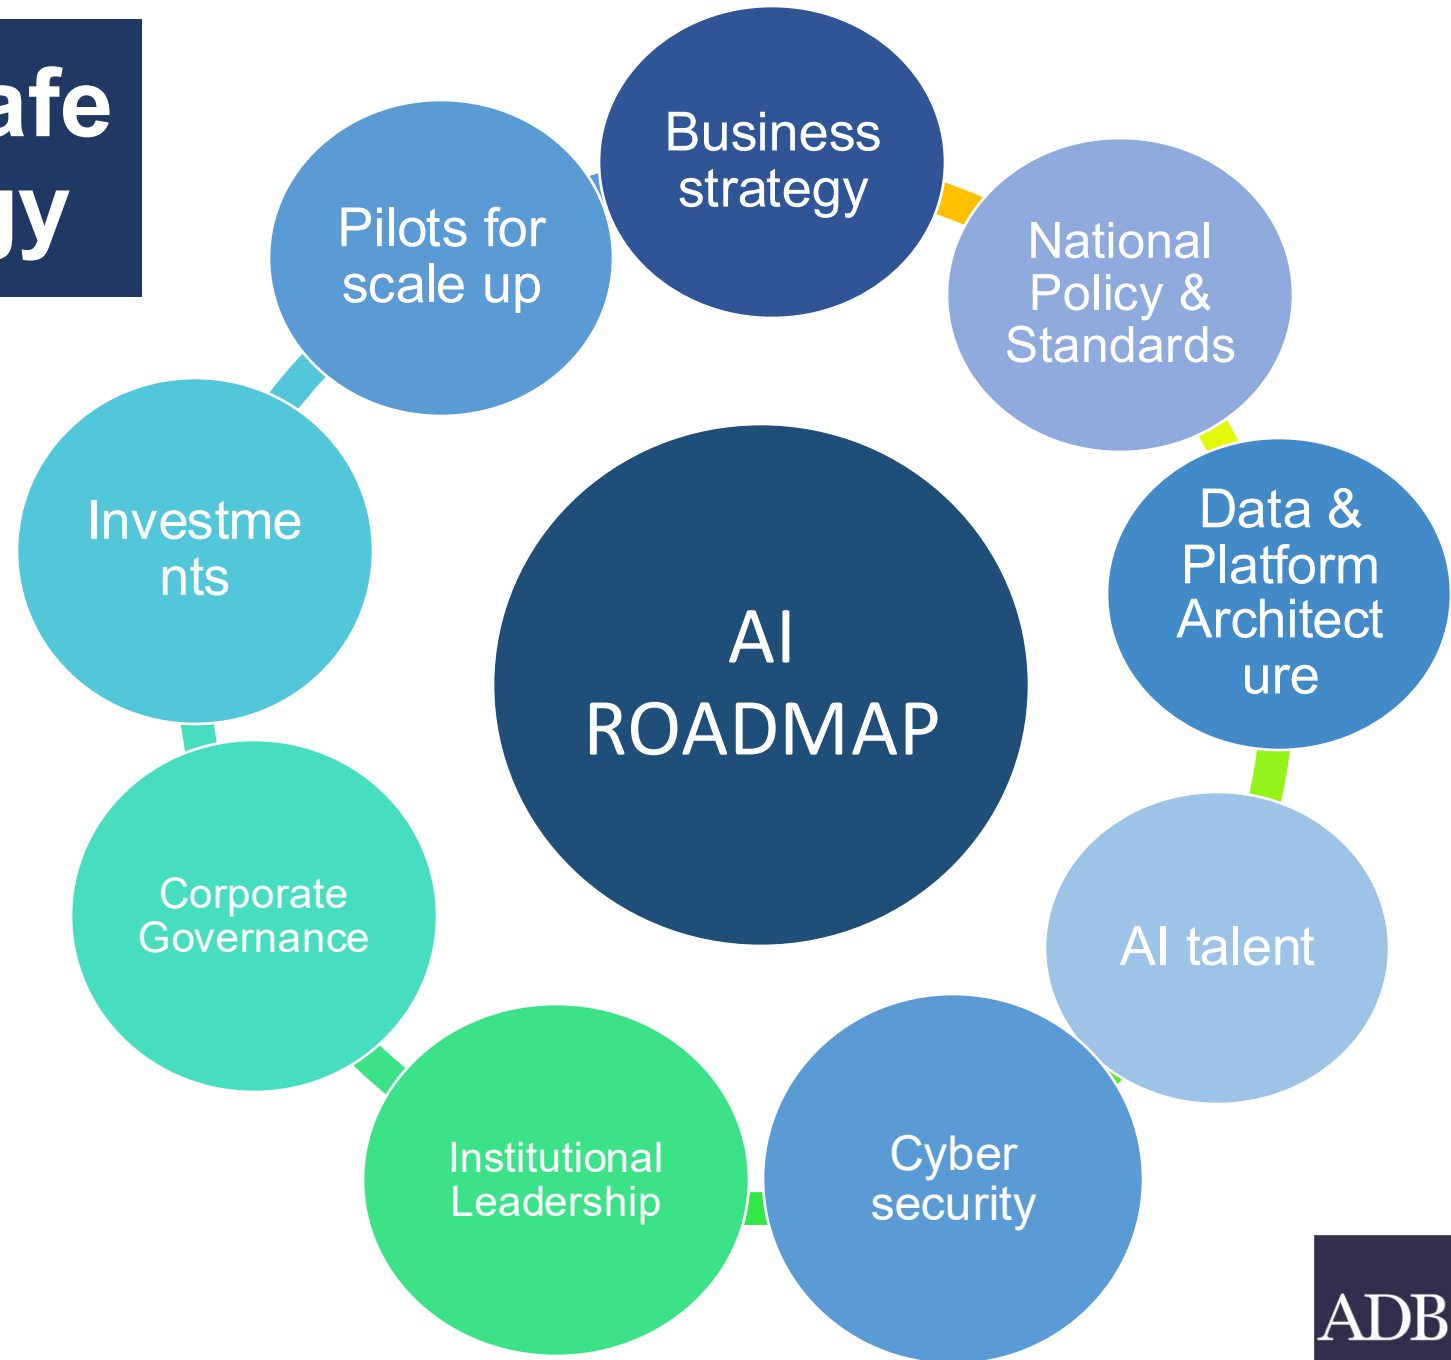 afe
gy
Business
strategy
National
Policy &
Standards
Data &
Platform
Architect
ure
AI talent
Cyber
security
Institutional
Leadership
Corporate
Governance
Investme
nts
Pilots for
scale up
AI
ROADMAP
ADB